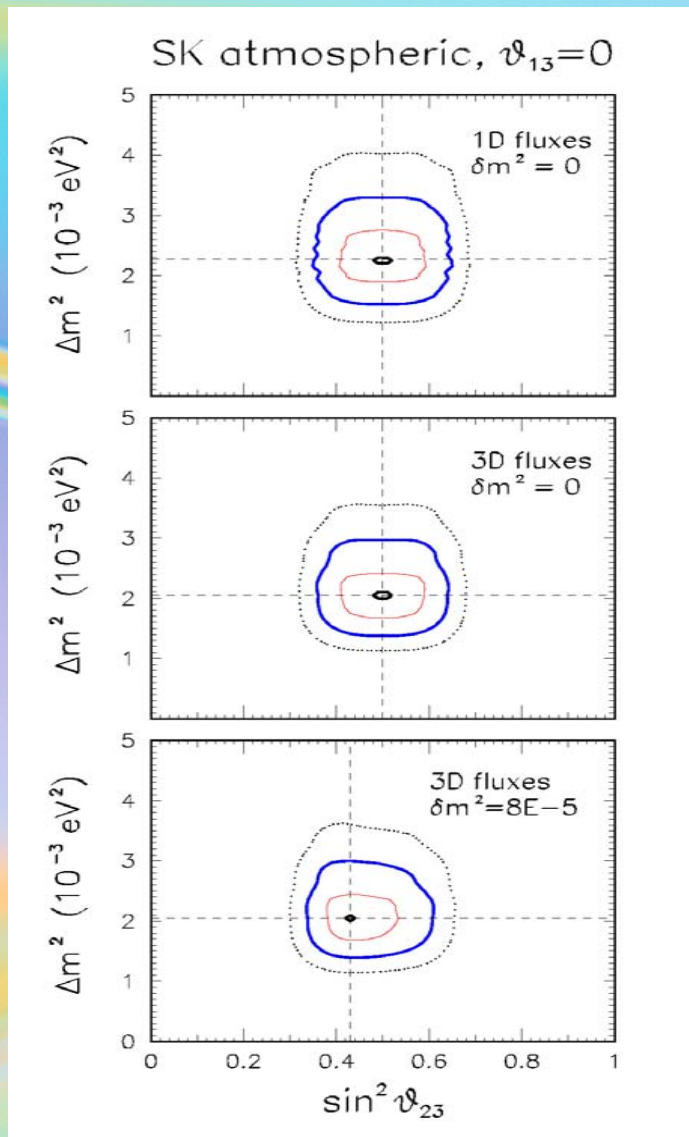 SK atmospheric, ϑ₁₃=0
5
4
3
2
1
Δm² (10⁻³ eV²)
1D fluxes
δm² = 0
5
4
3
2
1
Δm² (10⁻³ eV²)
3D fluxes
δm² = 0
5
4
3
2
1
0
Δm² (10⁻³ eV²)
3D fluxes
δm²=8E−5
0 0.2 0.4 0.6 0.8 1
sin² ϑ₂₃